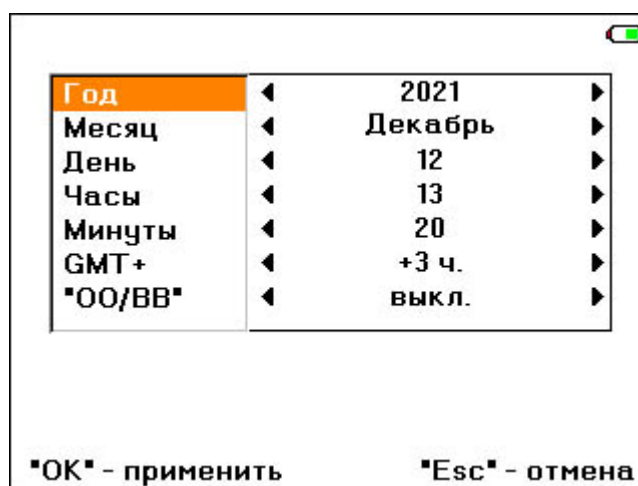 Год 2021
Месяц Декабрь
День 12
Часы 13
Минуты 20
GMT+ +3 ч.
"ОО/ВВ" выкл.
"OK" - применить "Esc" - отмена